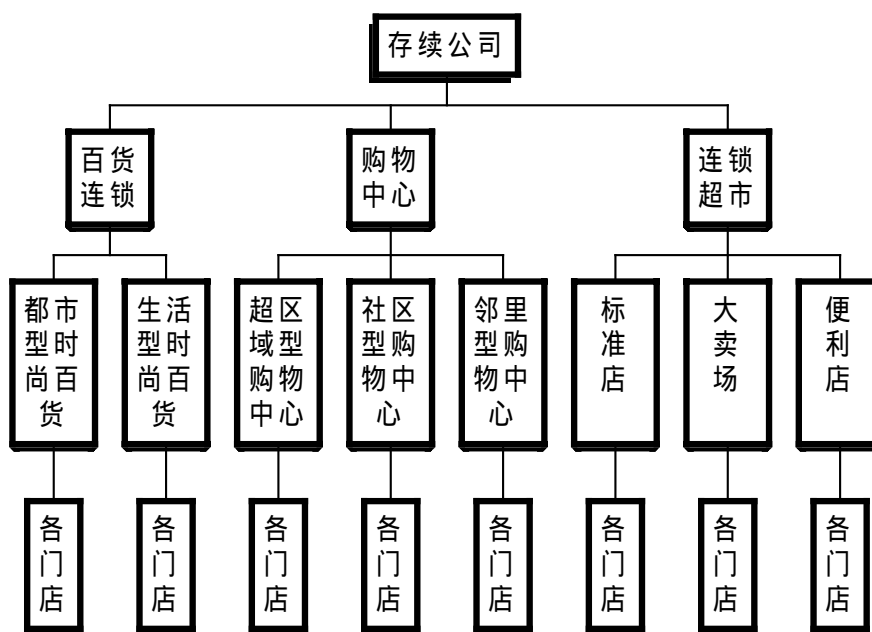 存续公司
百货
连锁
购物
中心
连锁
超市
都市
型时
尚百
货
生活
型时
尚百
货
超区
域型
购物
中心
社区
型购
物中
心
邻里
型购
物中
心
标
准
店
大
卖
场
便
利
店
各
门
店
各
门
店
各
门
店
各
门
店
各
门
店
各
门
店
各
门
店
各
门
店